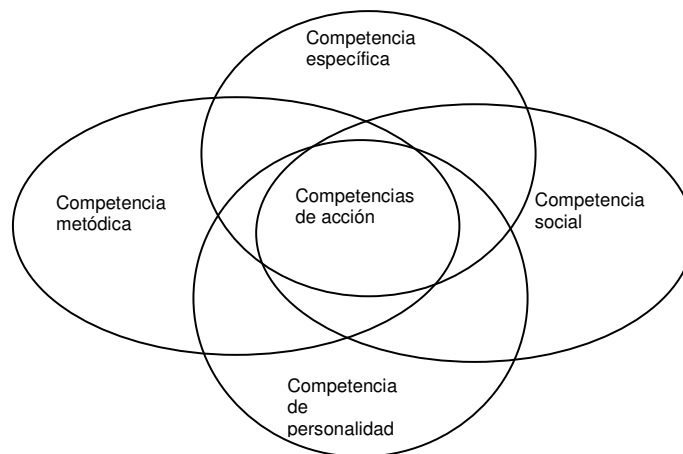 Competencia
específica
Competencia
metódica
Competencias
de acción
Competencia
social
Competencia
de
personalidad